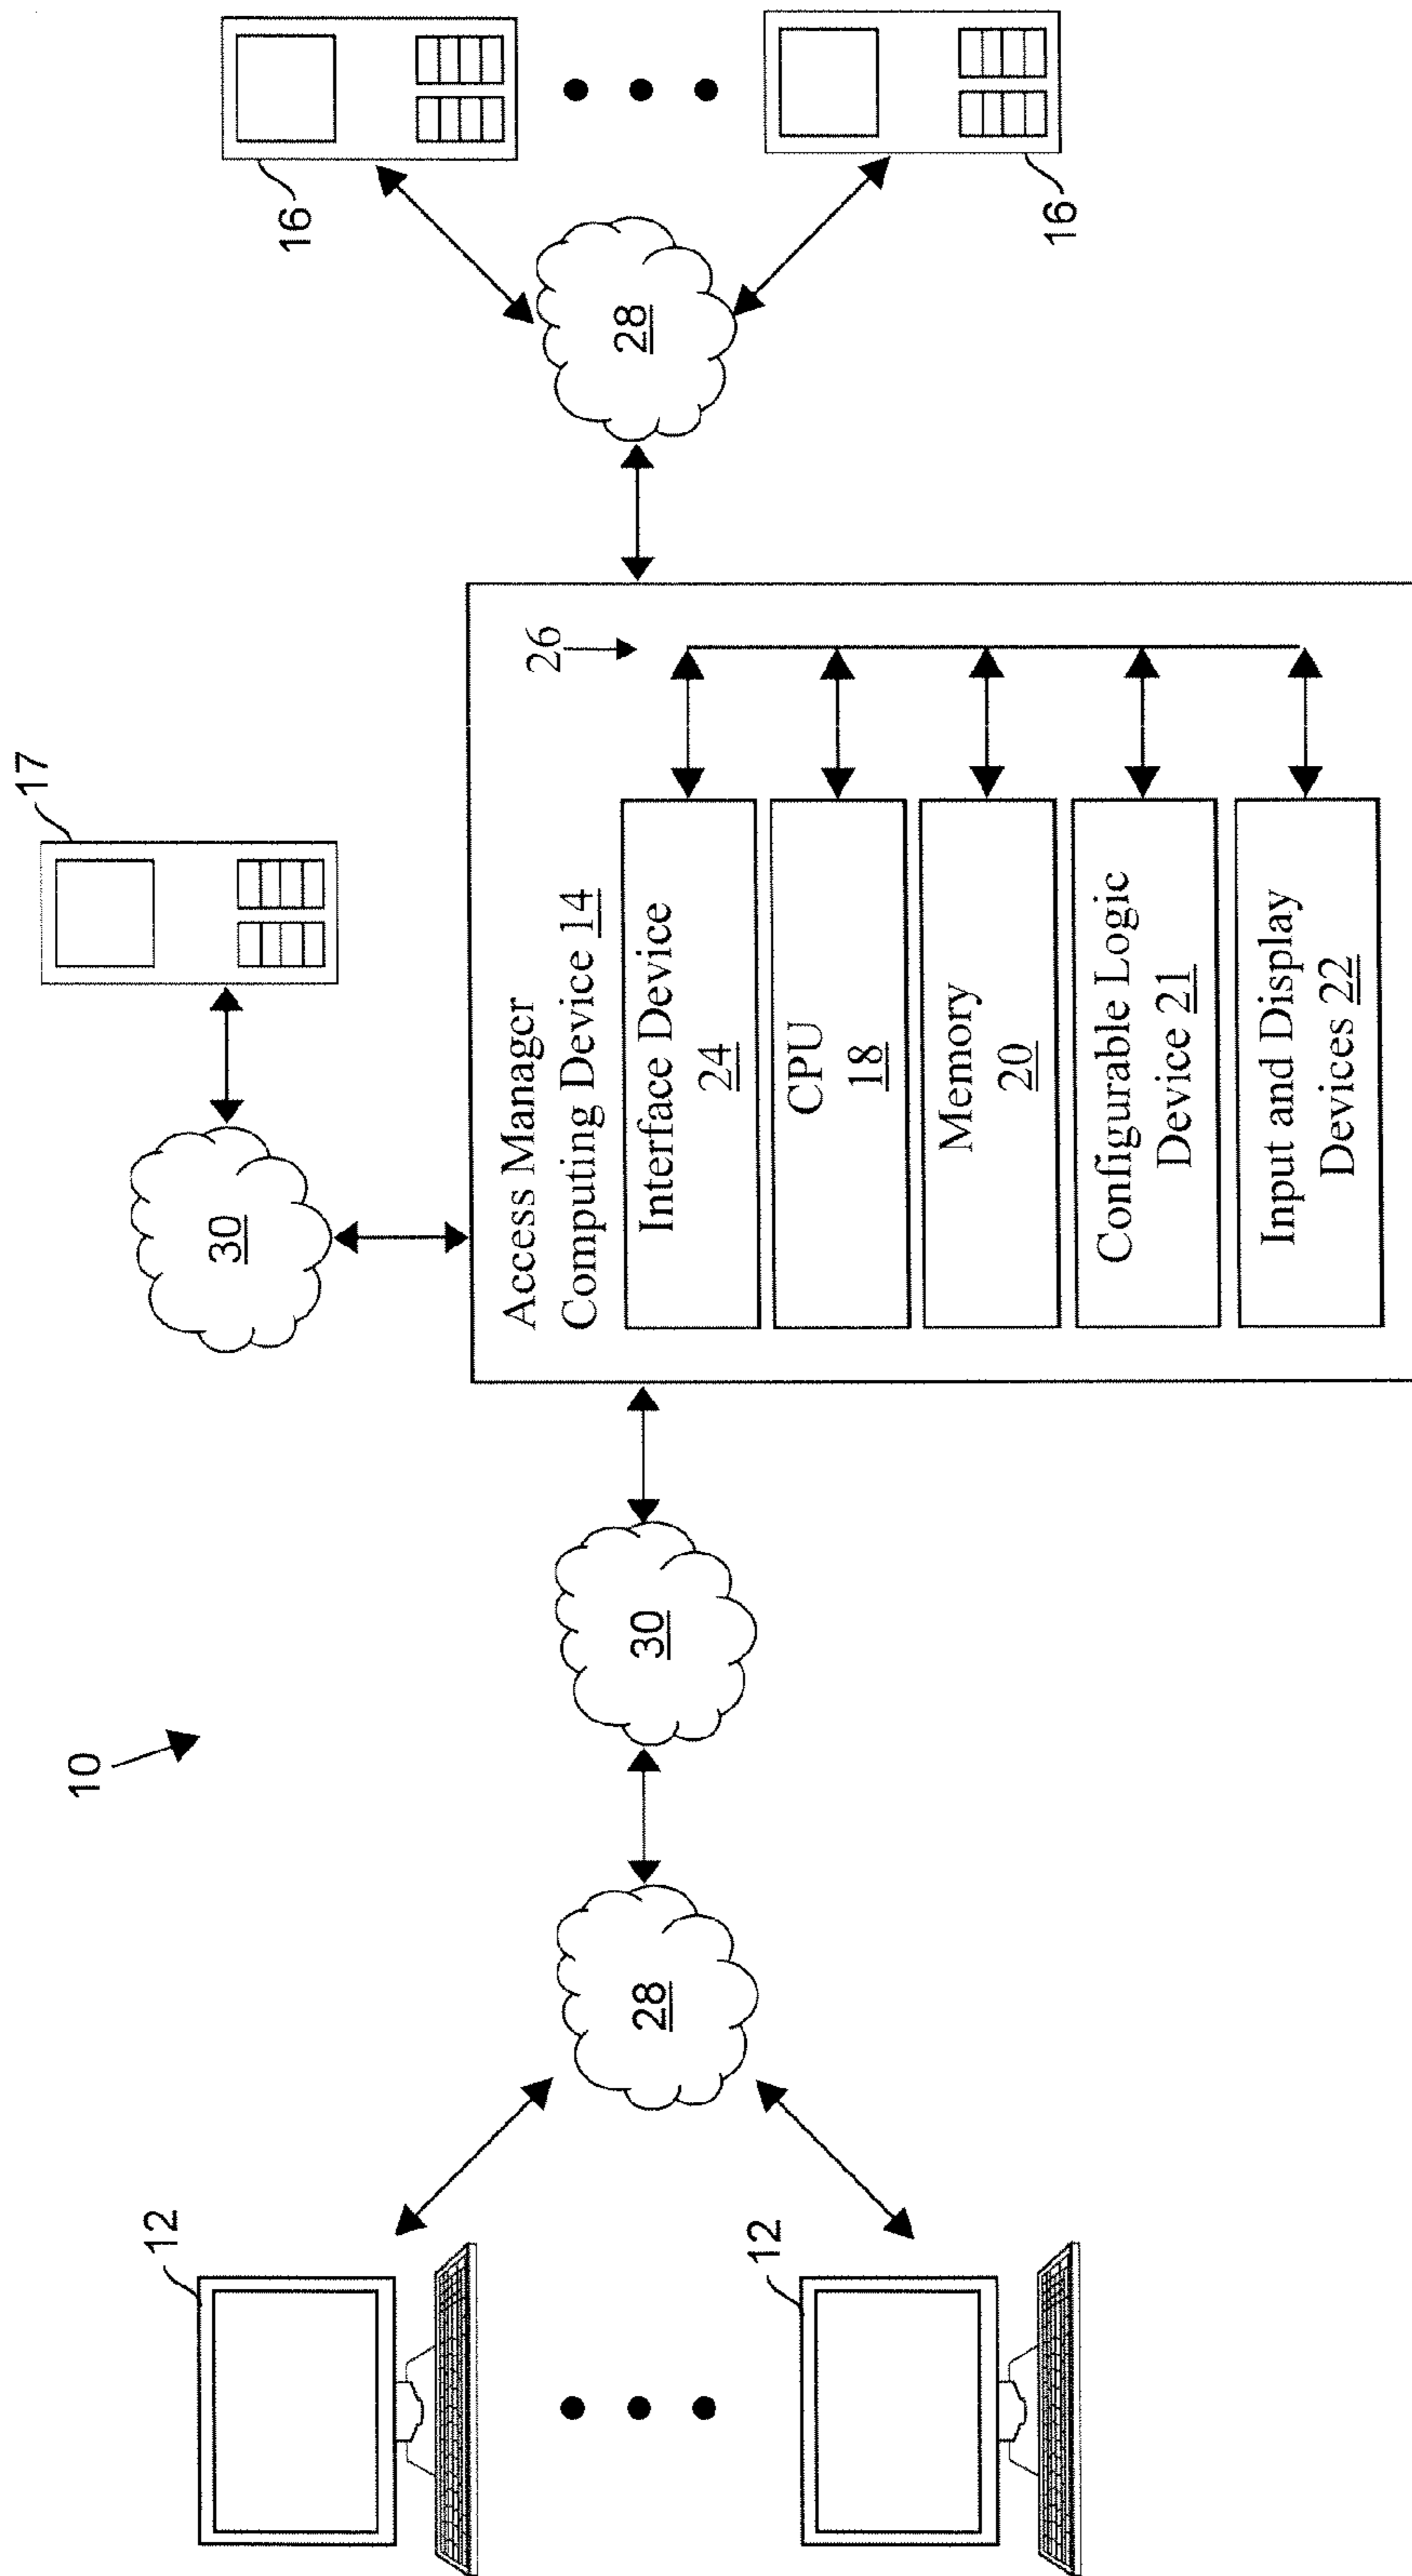 10
12
12
28
30
30
17
Access Manager
Computing Device 14
26
Interface Device
24
CPU
18
Memory
20
Configurable Logic
Device 21
Input and Display
Devices 22
28
16
16